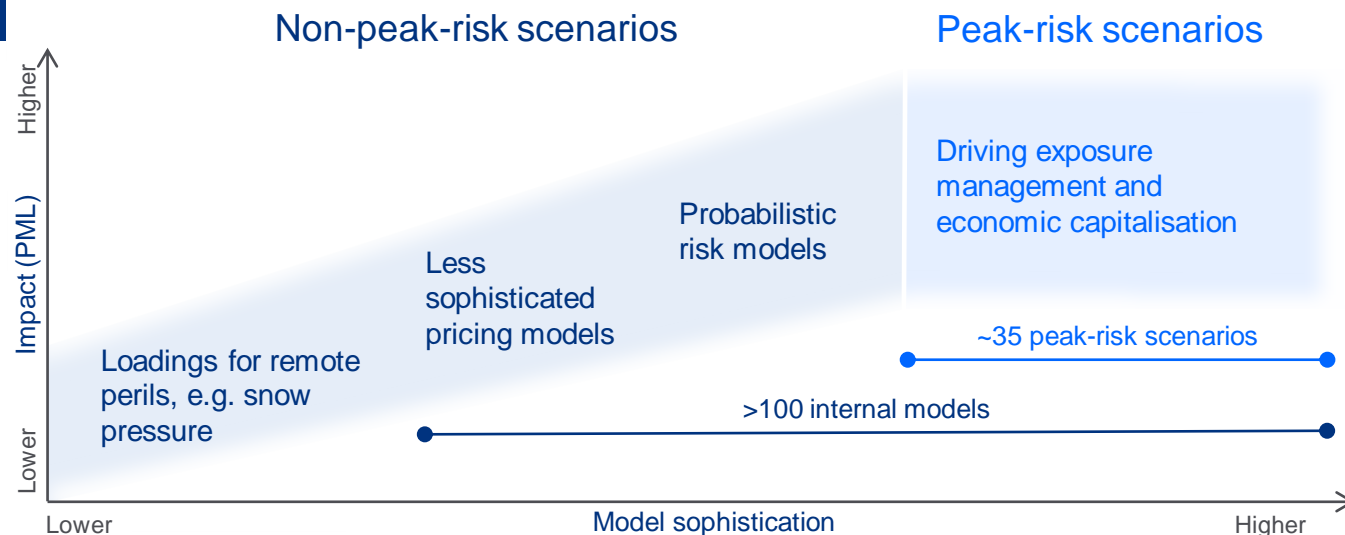 Non-peak-risk scenarios
Peak-risk scenarios
Higher
Impact (PML)
Lower
Driving exposure
management and
economic capitalisation
Probabilistic
risk models
Less
sophisticated
pricing models
Loadings for remote
perils, e.g. snow
pressure
~35 peak-risk scenarios
>100 internal models
Lower
Model sophistication
Higher